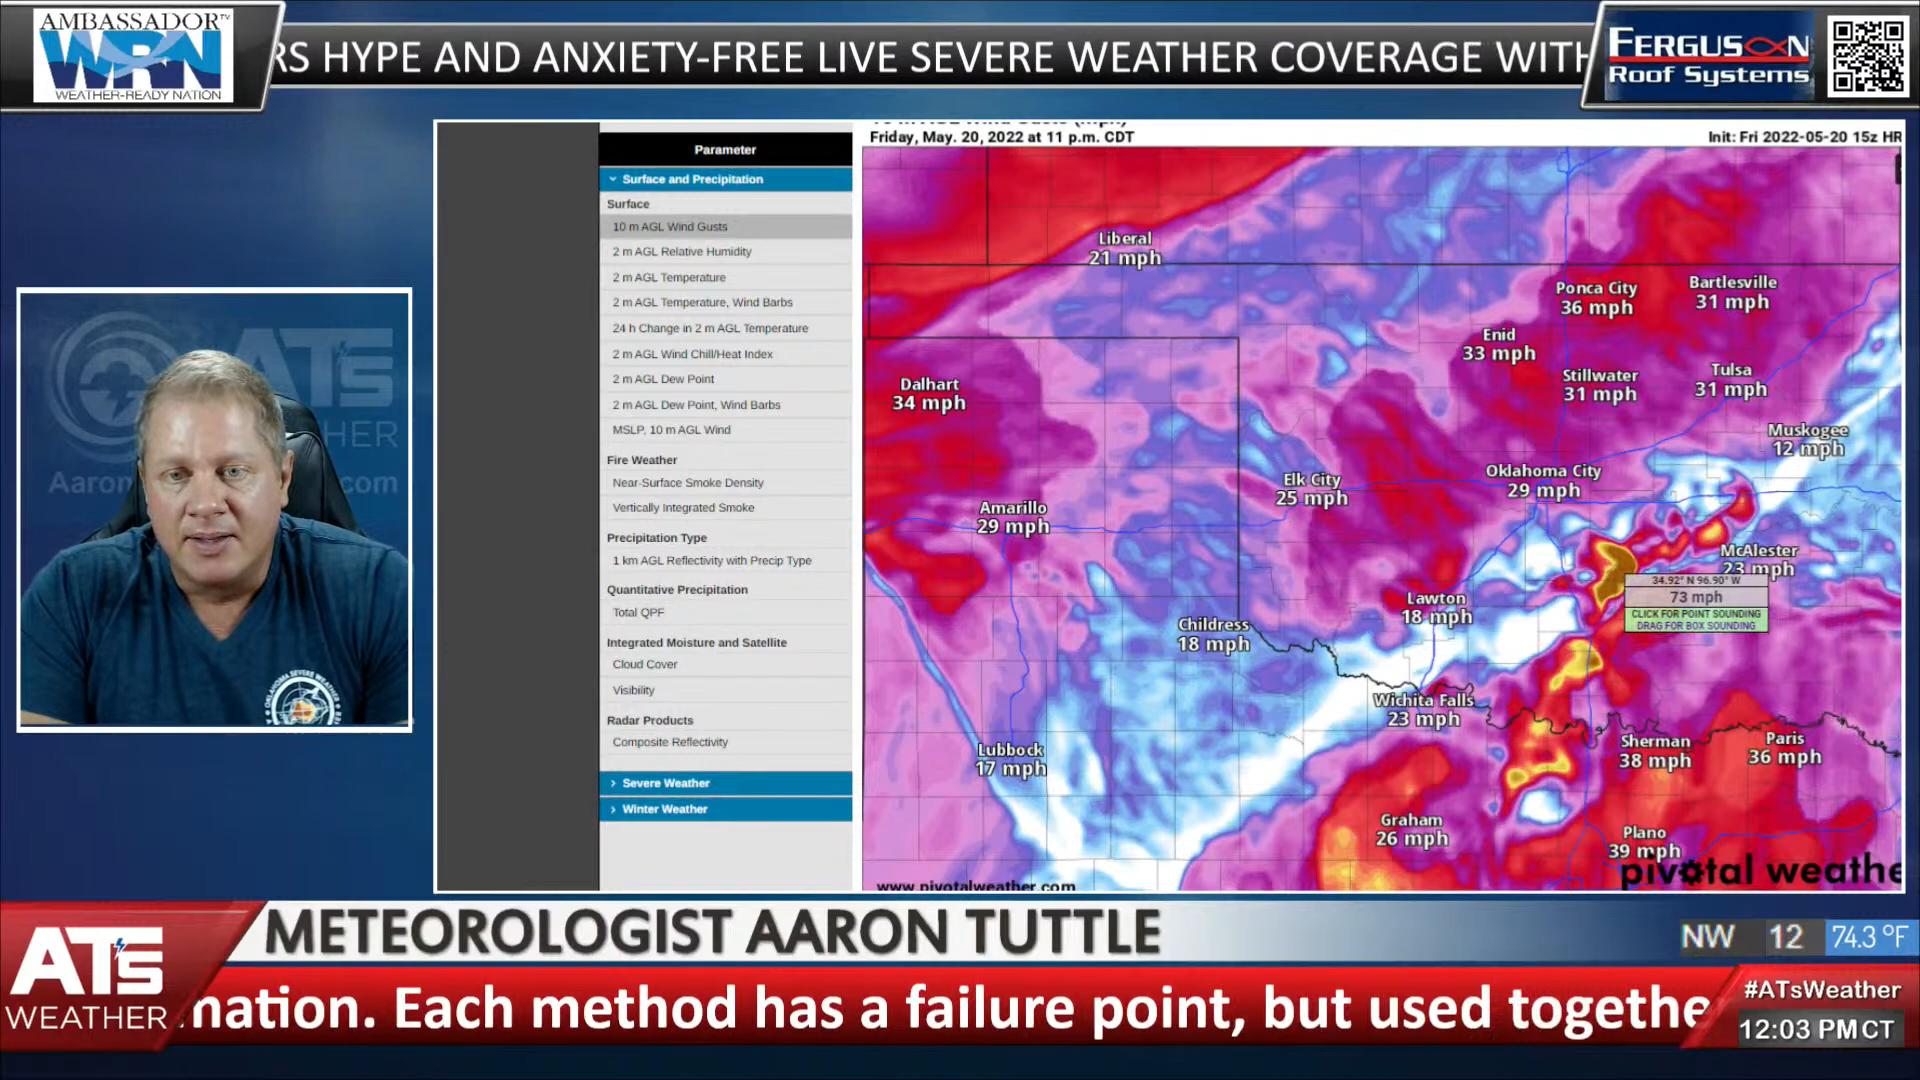 AMBASSADOR™
WRN
WEATHER-READY NATION
RS HYPE AND ANXIETY-FREE LIVE SEVERE WEATHER COVERAGE WITH
FERGUSON
Roof Systems
Parameter
Surface and Precipitation
Surface
10 m AGL Wind Gusts
2 m AGL Relative Humidity
2 m AGL Temperature
2 m AGL Temperature, Wind Barbs
24 h Change in 2 m AGL Temperature
2 m AGL Wind Chill/Heat Index
2 m AGL Dew Point
2 m AGL Dew Point, Wind Barbs
MSLP, 10 m AGL Wind
Fire Weather
Near-Surface Smoke Density
Vertically Integrated Smoke
Precipitation Type
1 km AGL Reflectivity with Precip Type
Quantitative Precipitation
Total QPF
Integrated Moisture and Satellite
Cloud Cover
Visibility
Radar Products
Composite Reflectivity
Severe Weather
Winter Weather
Friday, May. 20, 2022 at 11 p.m. CDT
Init: Fri 2022-05-20 15z HR
Liberal
21 mph
Ponca City
36 mph
Bartlesville
31 mph
Enid
33 mph
Dalhart
34 mph
Stillwater
31 mph
Tulsa
31 mph
Muskogee
12 mph
Oklahoma City
29 mph
Elk City
25 mph
Amarillo
29 mph
McAlester
23 mph
34.92° N 96.90° W
73 mph
CLICK FOR POINT SOUNDING
DRAG FOR BOX SOUNDING
Lawton
18 mph
Childress
18 mph
Wichita Falls
23 mph
Lubbock
17 mph
Sherman
38 mph
Paris
36 mph
Graham
26 mph
Plano
39 mph
www.pivotalweather.com
pivotal weathe
ATs
HER
Aaron
.com
METEOROLOGIST AARON TUTTLE
NW 12 74.3 °F
ATs
WEATHER
nation. Each method has a failure point, but used togethe
#ATsWeather
12:03 PM CT